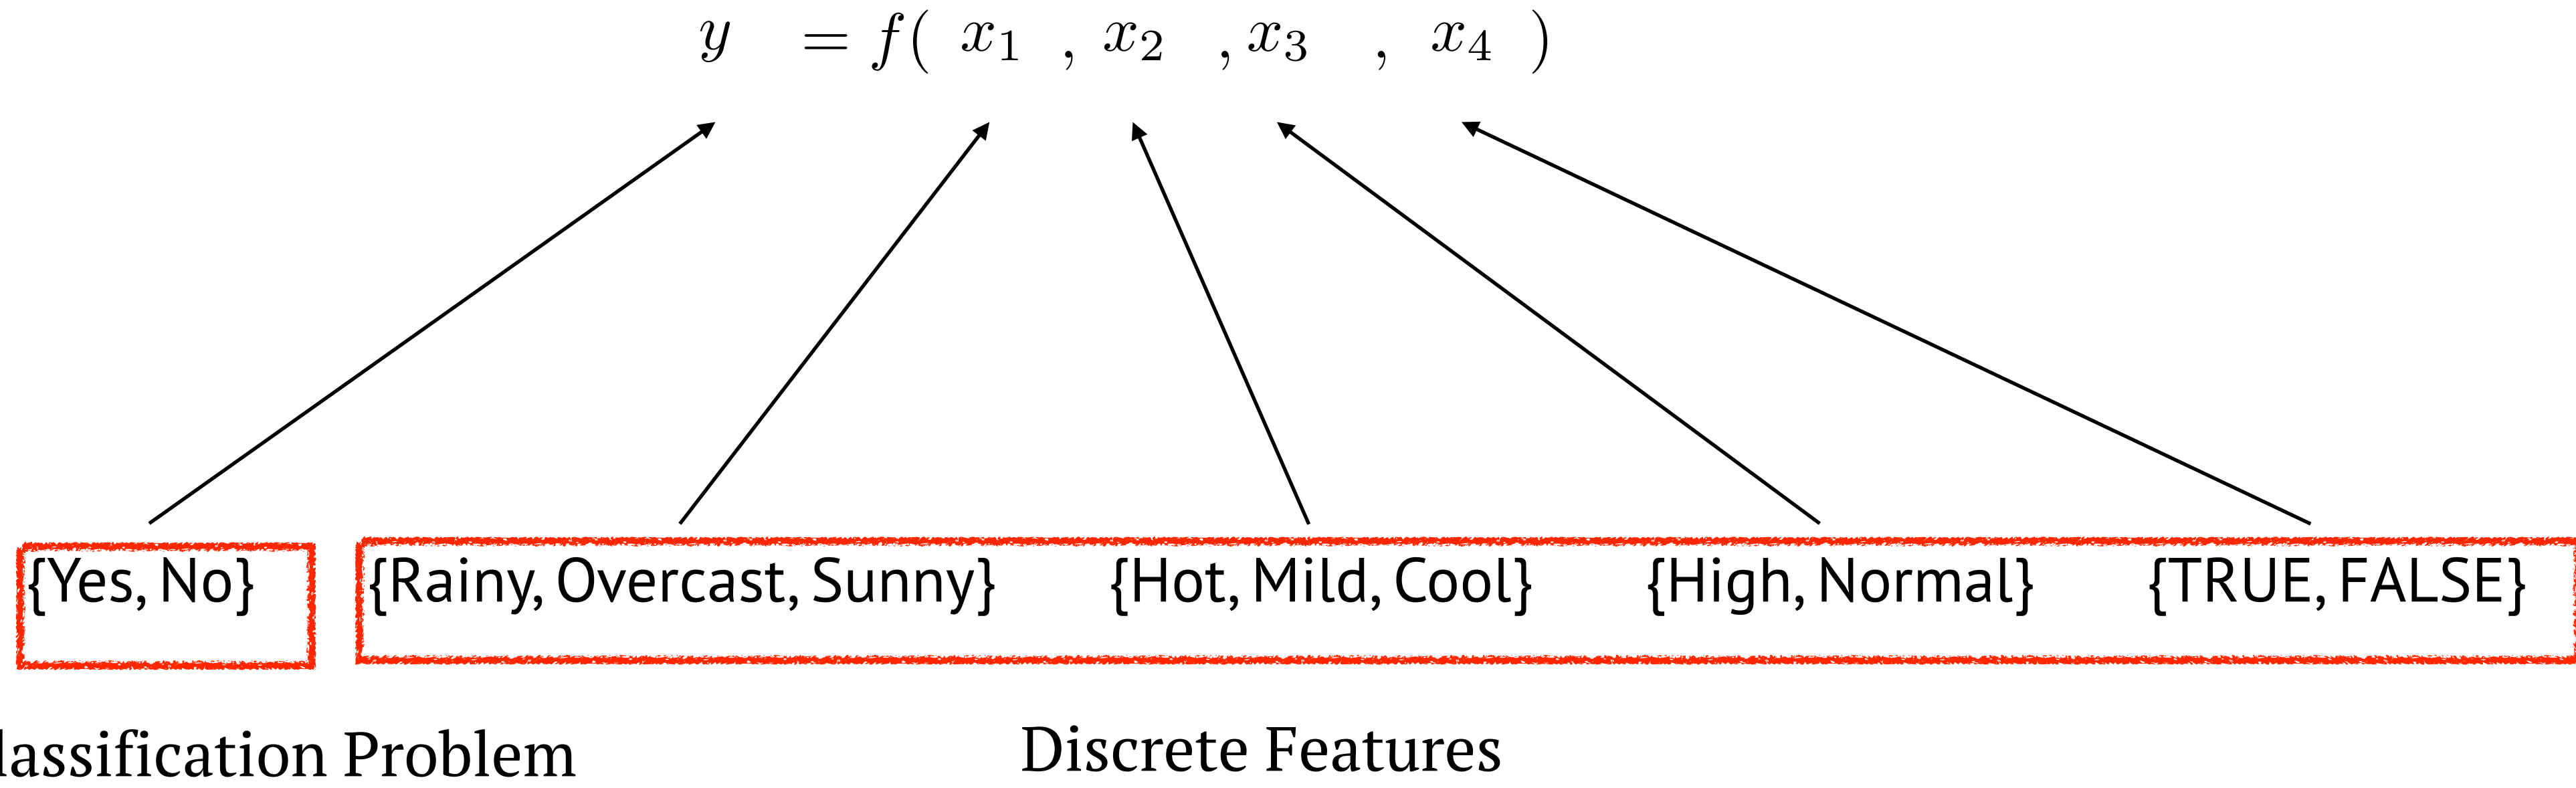 y = f( x₁ , x₂ , x₃ , x₄ )
{Yes, No} {Rainy, Overcast, Sunny} {Hot, Mild, Cool} {High, Normal} {TRUE, FALSE}
lassification Problem Discrete Features